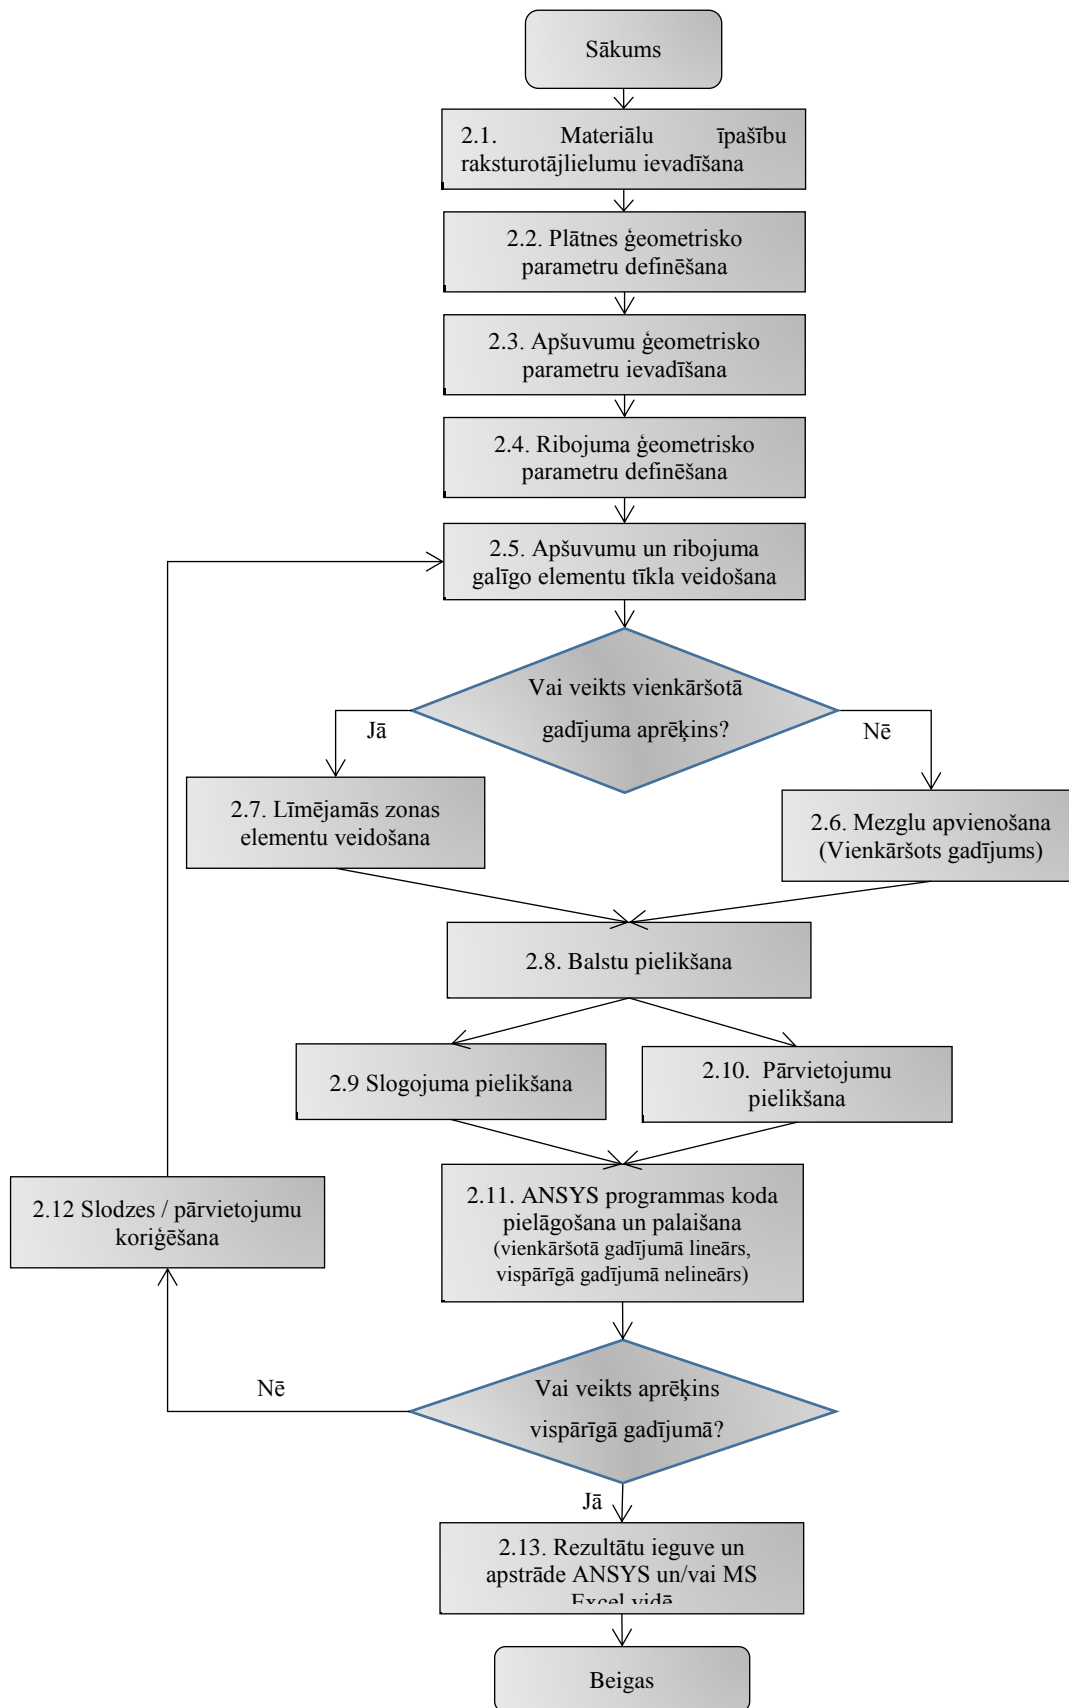 Sākums
2.1. Materiālu īpašību
raksturotājlielumu ievadīšana
2.2. Plātnes ģeometrisko
parametru definēšana
2.3. Apšuvumu ģeometrisko
parametru ievadīšana
2.4. Ribojuma ģeometrisko
parametru definēšana
2.5. Apšuvumu un ribojuma
galīgo elementu tīkla veidošana
Vai veikts vienkāršotā
gadījuma aprēķins?
Jā
Nē
2.7. Līmējamās zonas
elementu veidošana
2.6. Mezglu apvienošana
(Vienkāršots gadījums)
2.8. Balstu pielikšana
2.9 Slogojuma pielikšana
2.10. Pārvietojumu
pielikšana
2.11. ANSYS programmas koda
pielāgošana un palaišana
(vienkāršotā gadījumā lineārs,
vispārīgā gadījumā nelineārs)
2.12 Slodzes / pārvietojumu
koriģēšana
Vai veikts aprēķins
vispārīgā gadījumā?
Nē
Jā
2.13. Rezultātu ieguve un
apstrāde ANSYS un/vai MS
Excel vidē
Beigas